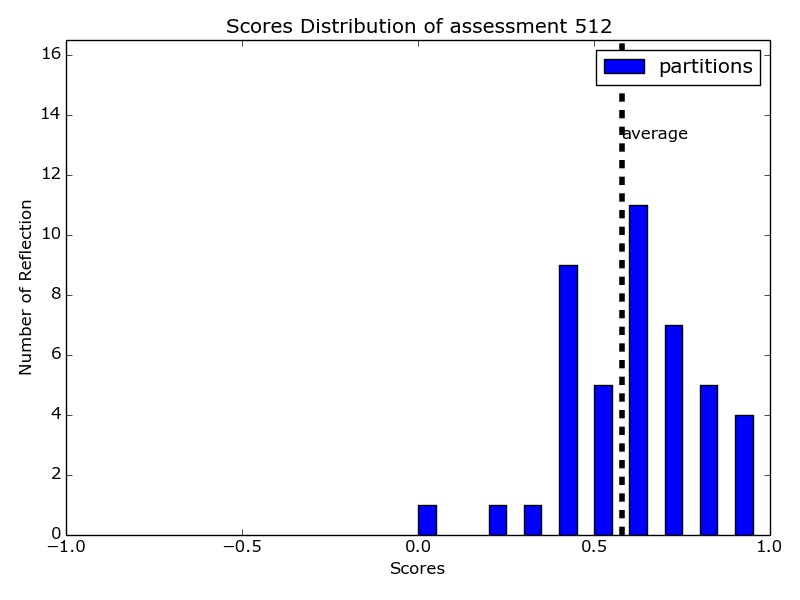 Scores Distribution of assessment 512
partitions
average
Number of Reflection
16
14
12
10
8
6
4
2
0
−1.0 −0.5 0.0 0.5 1.0
Scores